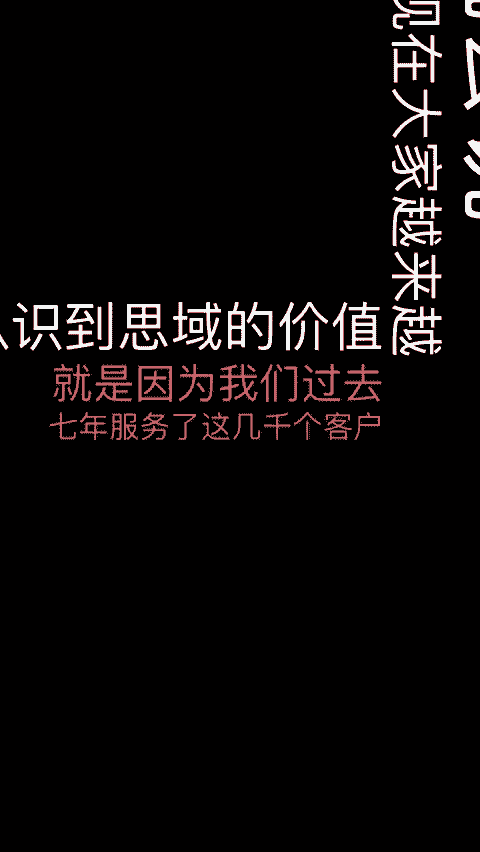 现在大家越来越
识到思域的价值
就是因为我们过去
七年服务了这几千个客户